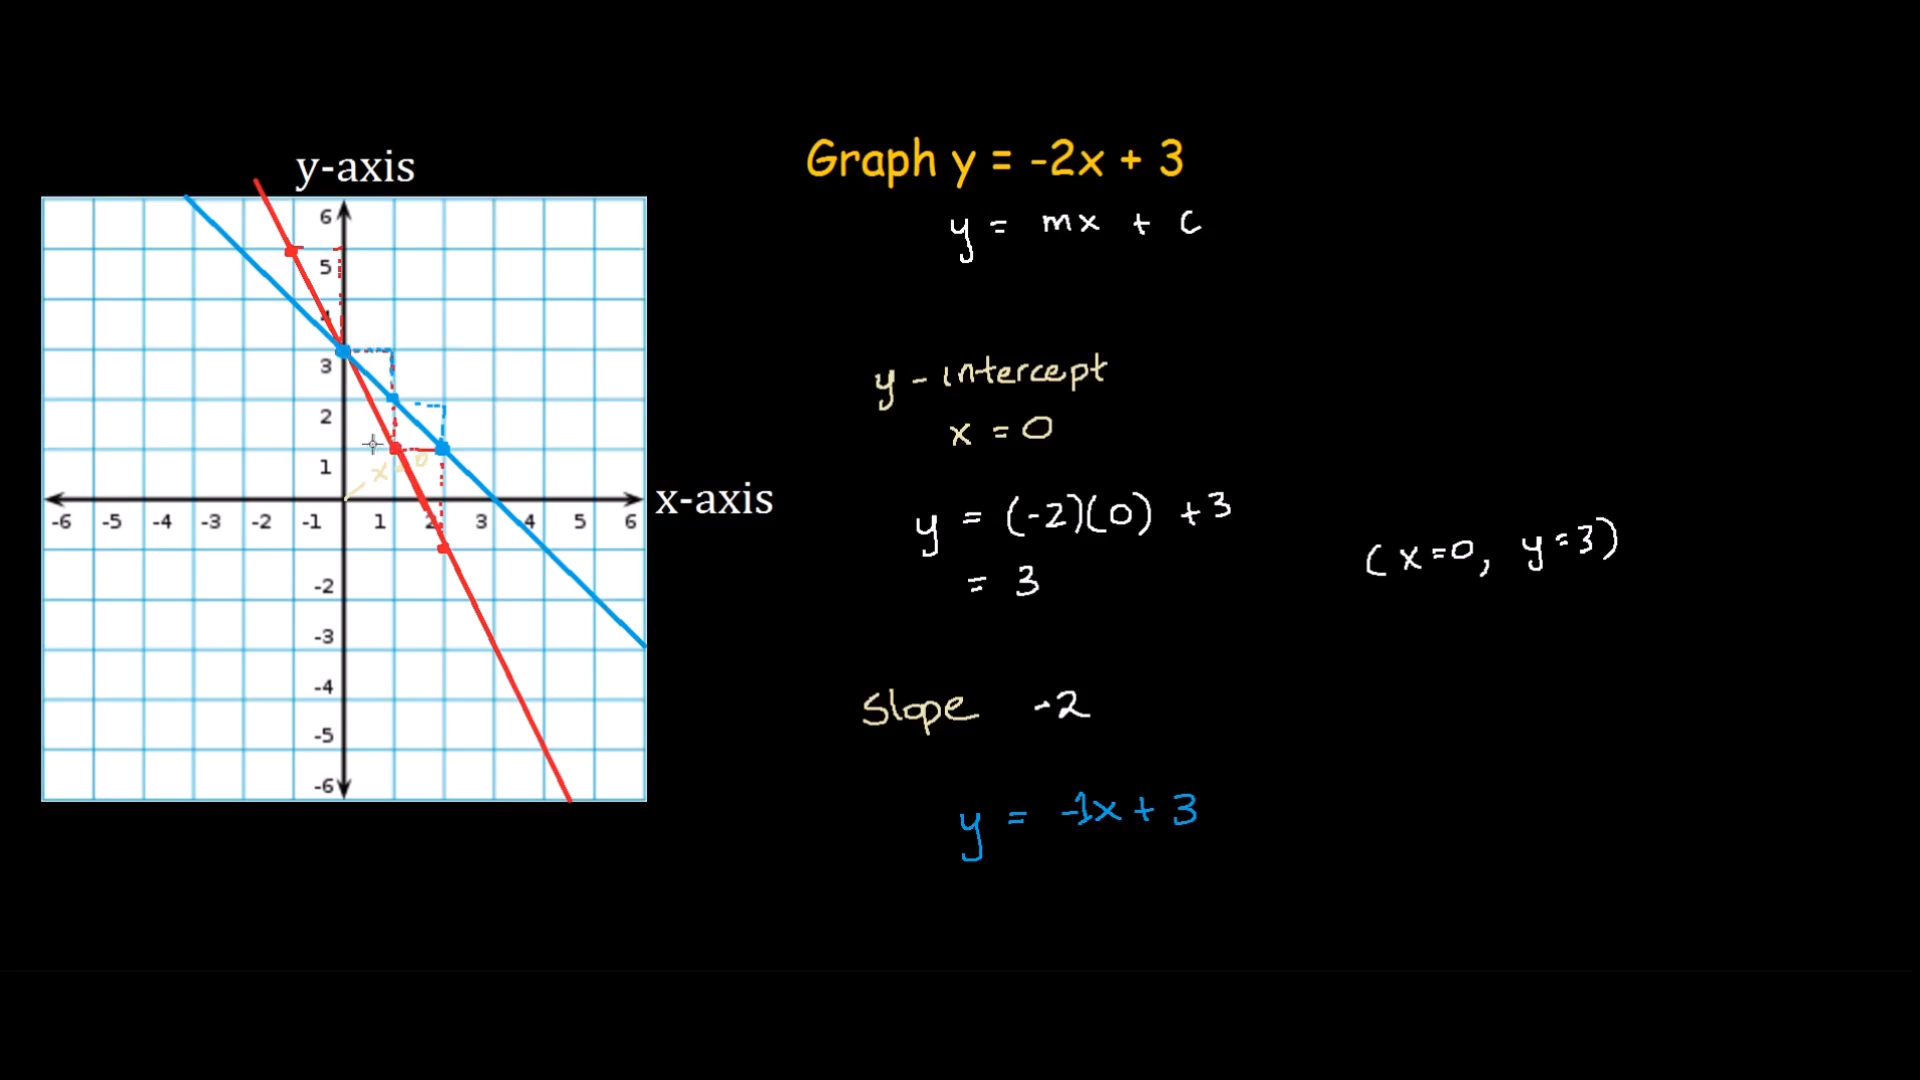 y-axis
6
5
4
3
2
1
x=0
x-axis
-6 -5 -4 -3 -2 -1 1 2 3 4 5 6
-2
-3
-4
-5
-6
Graph y = -2x + 3
y = mx + c
y - intercept
x = 0
y = (-2)(0) + 3
= 3
(x=0, y=3)
Slope -2
y = -1x + 3